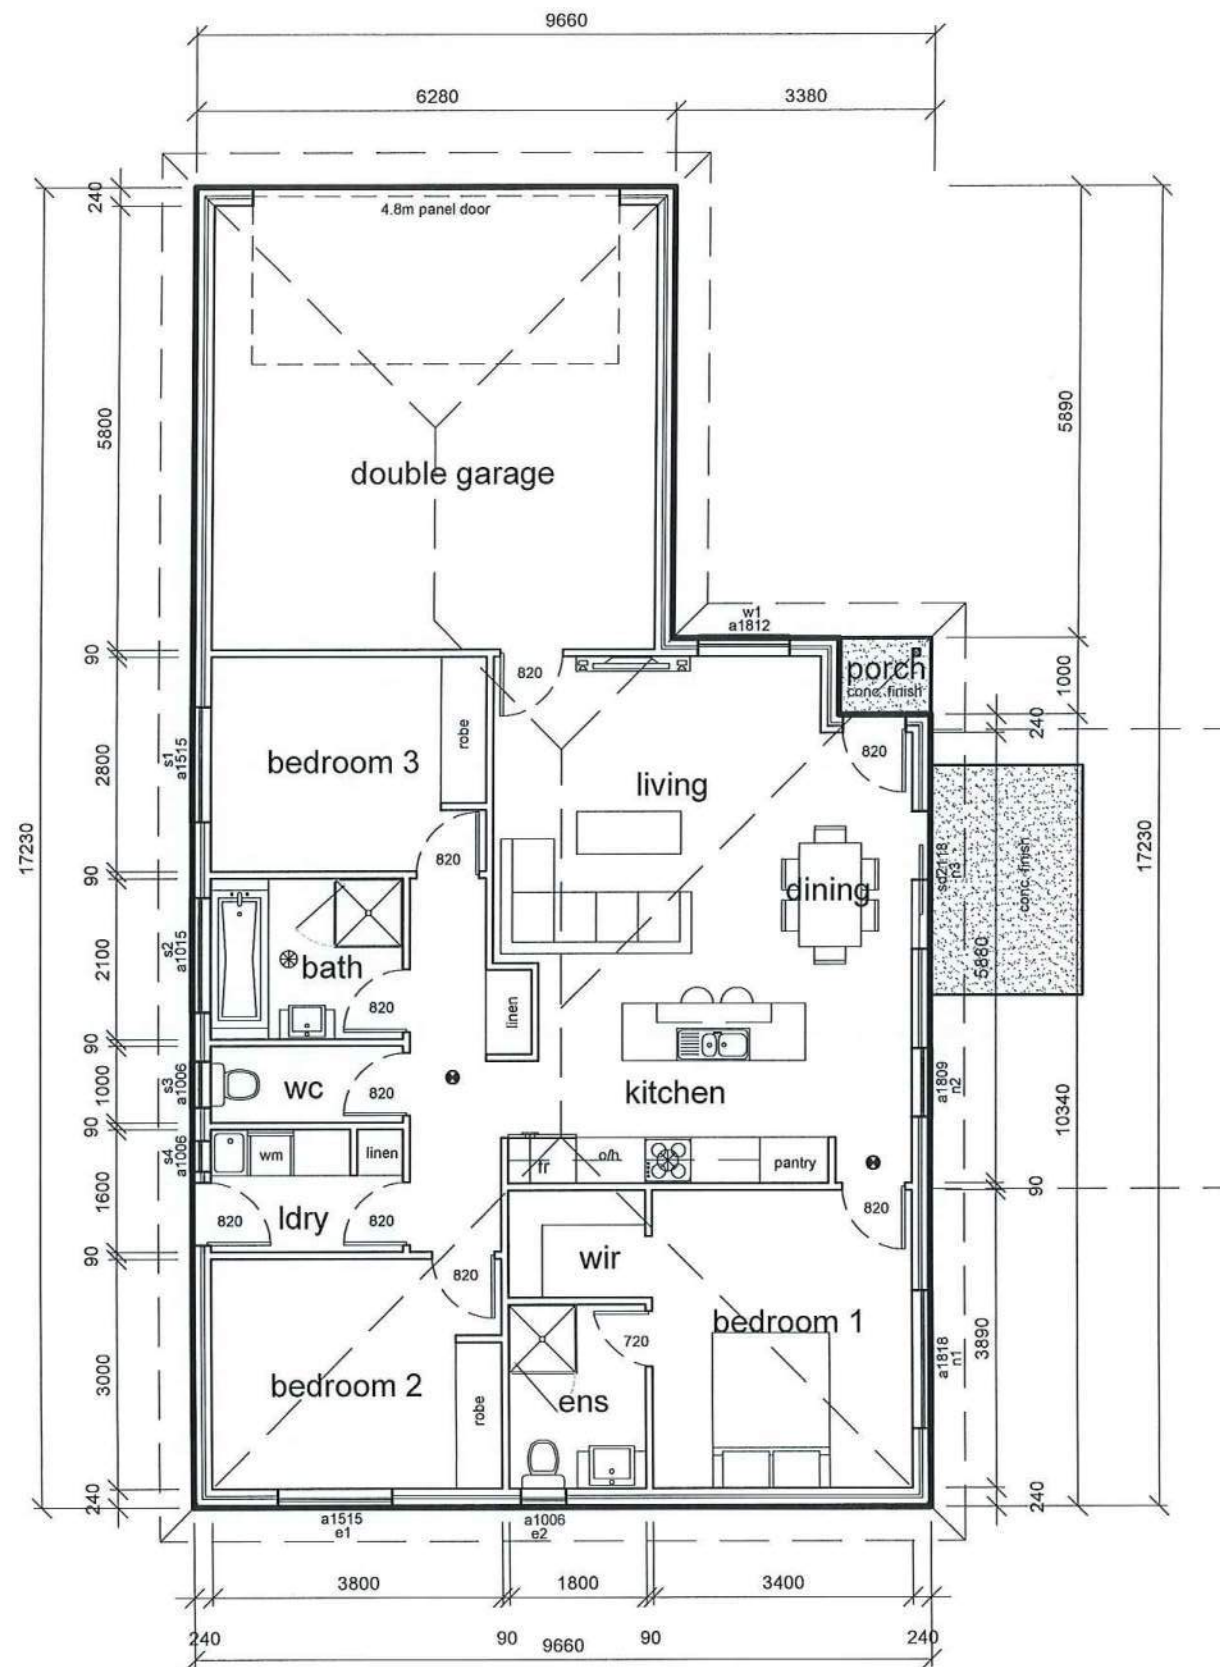 9660
6280
3380
240
4.8m panel door
5800
5890
17230
17230
double garage
w1
a1812
90
820
porch
conc. finish
1000
240
2800
s1
a1515
bedroom 3
robe
living
820
820
90
dining
sd2118
n3
conc. finish
5880
2100
s2
a1015
bath
820
linen
90
1000
s3
a1006
wc
820
kitchen
a1809
n2
10340
90
s4
a1006
wm
linen
fr
o/h
pantry
90
1600
820
ldry
820
820
90
wir
820
bedroom 1
720
a1818
n1
3890
3000
bedroom 2
robe
ens
240
240
a1515
e1
a1006
e2
3800
1800
3400
240
90
9660
90
240